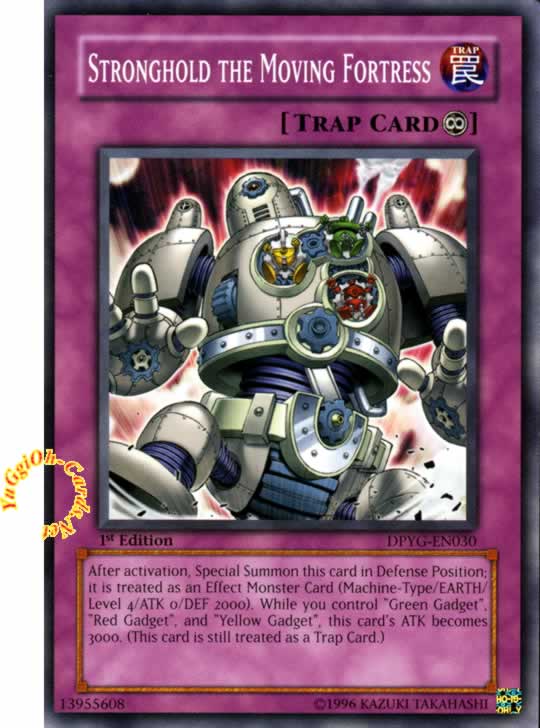 STRONGHOLD THE MOVING FORTRESS
TRAP
罠
[TRAP CARD]
YuGgiOh-Cards.Net
1st Edition
DPYG-EN030
After activation, Special Summon this card in Defense Position;
it is treated as an Effect Monster Card (Machine-Type/EARTH/
Level 4/ATK 0/DEF 2000). While you control "Green Gadget",
"Red Gadget", and "Yellow Gadget", this card's ATK becomes
3000. (This card is still treated as a Trap Card.)
13955608
©1996 KAZUKI TAKAHASHI